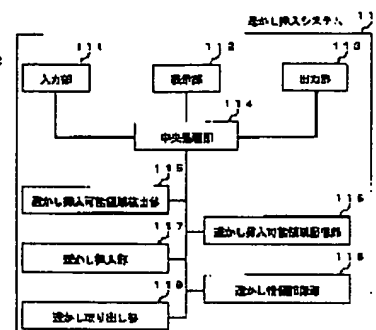 透かし挿入システム
111
112
113
入力部
表示部
出力部
114
中央処理部
115
透かし挿入可能領域検出部
116
透かし挿入可能領域記憶部
117
透かし挿入部
118
透かし情報記憶部
119
透かし取り出し部